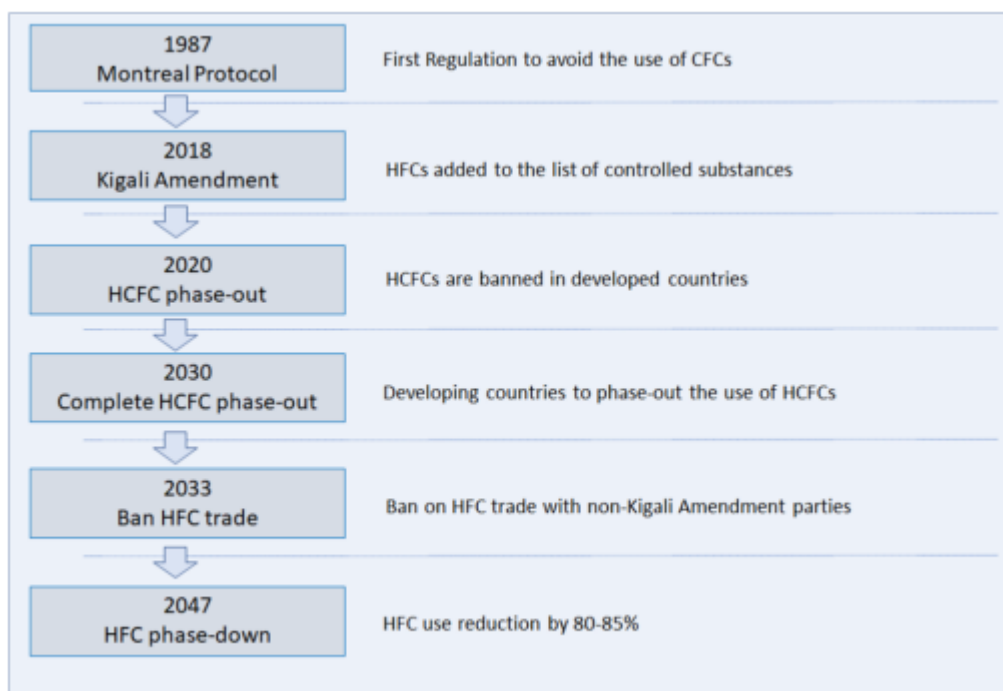 1987
Montreal Protocol
First Regulation to avoid the use of CFCs
2018
Kigali Amendment
HFCs added to the list of controlled substances
2020
HCFC phase-out
HCFCs are banned in developed countries
2030
Complete HCFC phase-out
Developing countries to phase-out the use of HCFCs
2033
Ban HFC trade
Ban on HFC trade with non-Kigali Amendment parties
2047
HFC phase-down
HFC use reduction by 80-85%